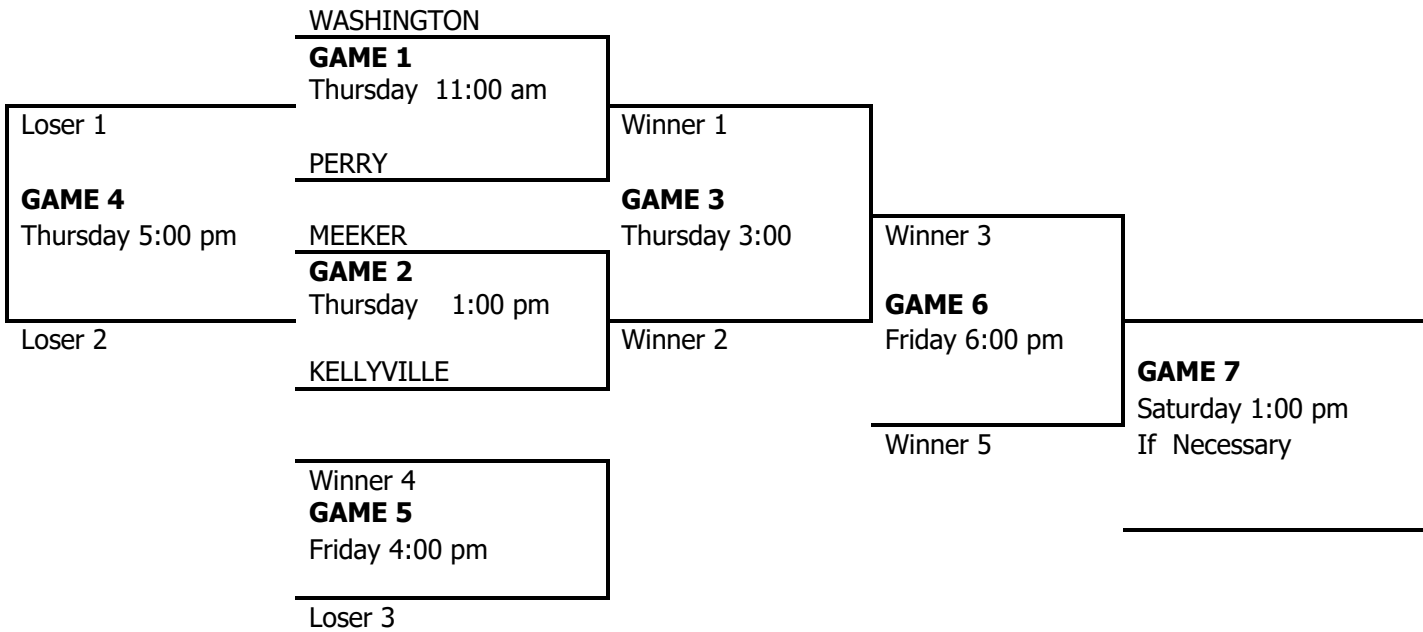 WASHINGTON
GAME 1
Thursday 11:00 am
Loser 1
Winner 1
PERRY
GAME 4
GAME 3
Thursday 5:00 pm
MEEKER
Thursday 3:00
Winner 3
GAME 2
Thursday 1:00 pm
GAME 6
Loser 2
Winner 2
Friday 6:00 pm
KELLYVILLE
GAME 7
Saturday 1:00 pm
Winner 5
If Necessary
Winner 4
GAME 5
Friday 4:00 pm
Loser 3